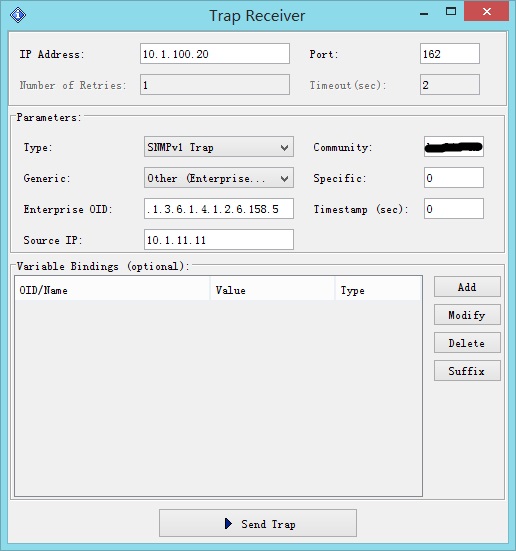 Trap Receiver
IP Address: 10.1.100.20 Port: 162
Number of Retries: 1 Timeout(sec): 2
Parameters:
Type: SNMPv1 Trap Community:
Generic: Other (Enterprise... Specific: 0
Enterprise OID: .1.3.6.1.4.1.2.6.158.5 Timestamp (sec): 0
Source IP: 10.1.11.11
Variable Bindings (optional):
OID/Name Value Type
Add
Modify
Delete
Suffix
Send Trap